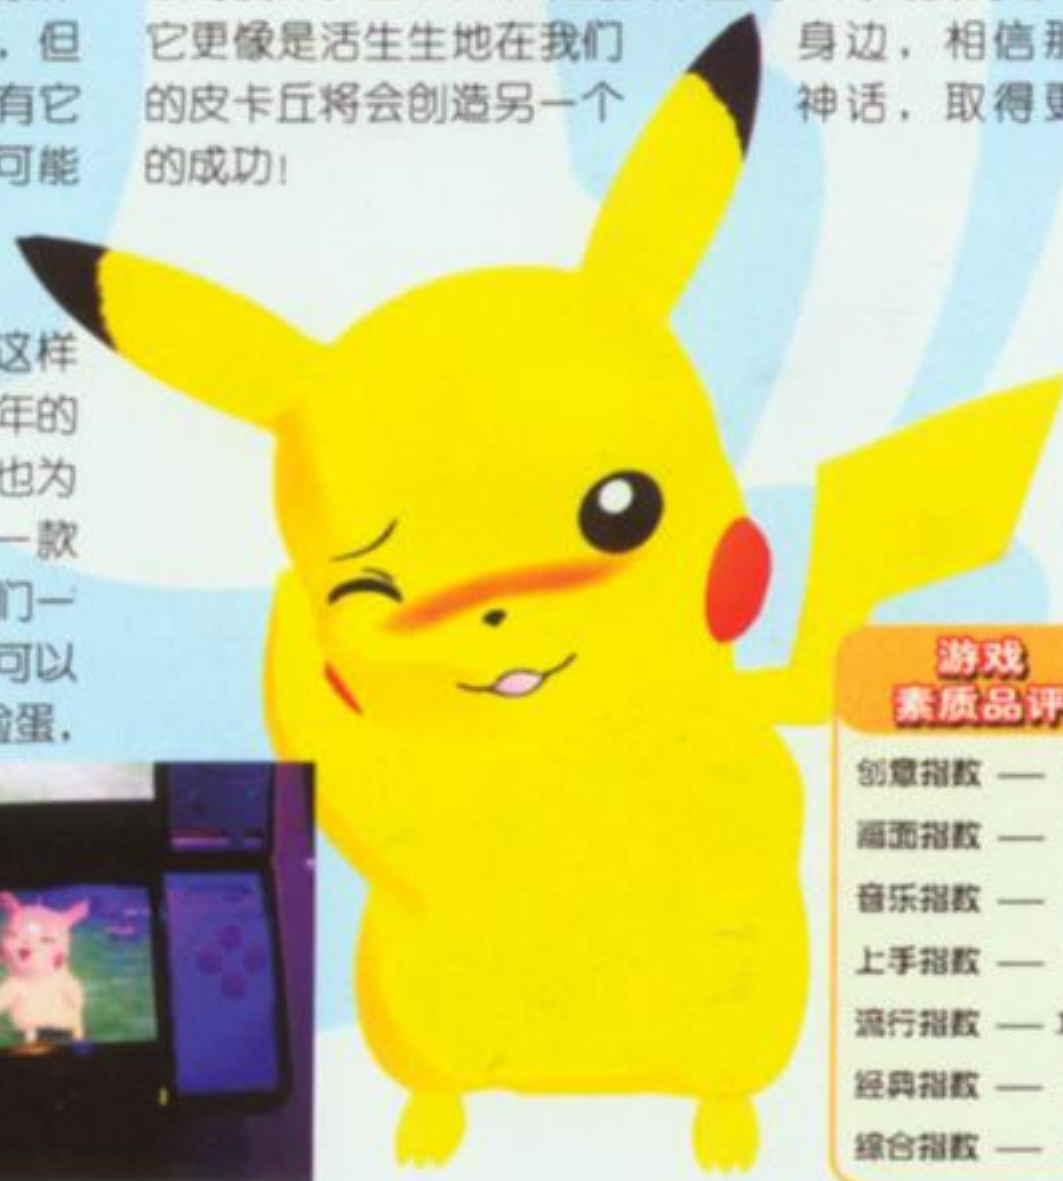 ，但
有它
可能
它更像是活生生地在我们
的皮卡丘将会创造另一个
的成功！
身边，相信那
神话，取得更
这样
年的
也为
一款
们一
可以
脸蛋，
游戏
素质品评
创意指数 —
画面指数 —
音乐指数 —
上手指数 —
流行指数 —
经典指数 —
综合指数 —